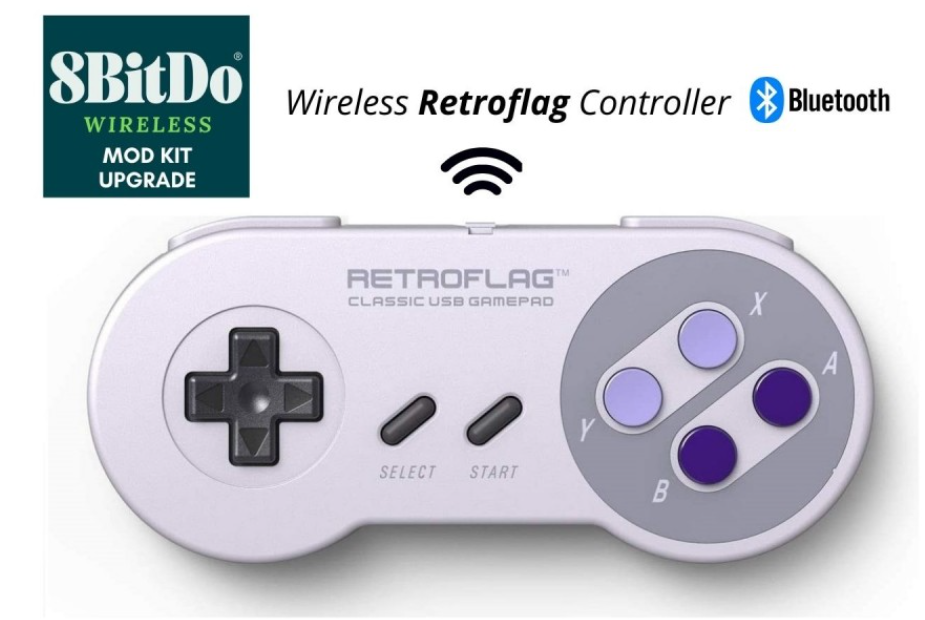 8BitDo®
WIRELESS
MOD KIT
UPGRADE
Wireless Retroflag Controller
Bluetooth
RETROFLAG™
CLASSIC USB GAMEPAD
X
A
Y
B
SELECT
START